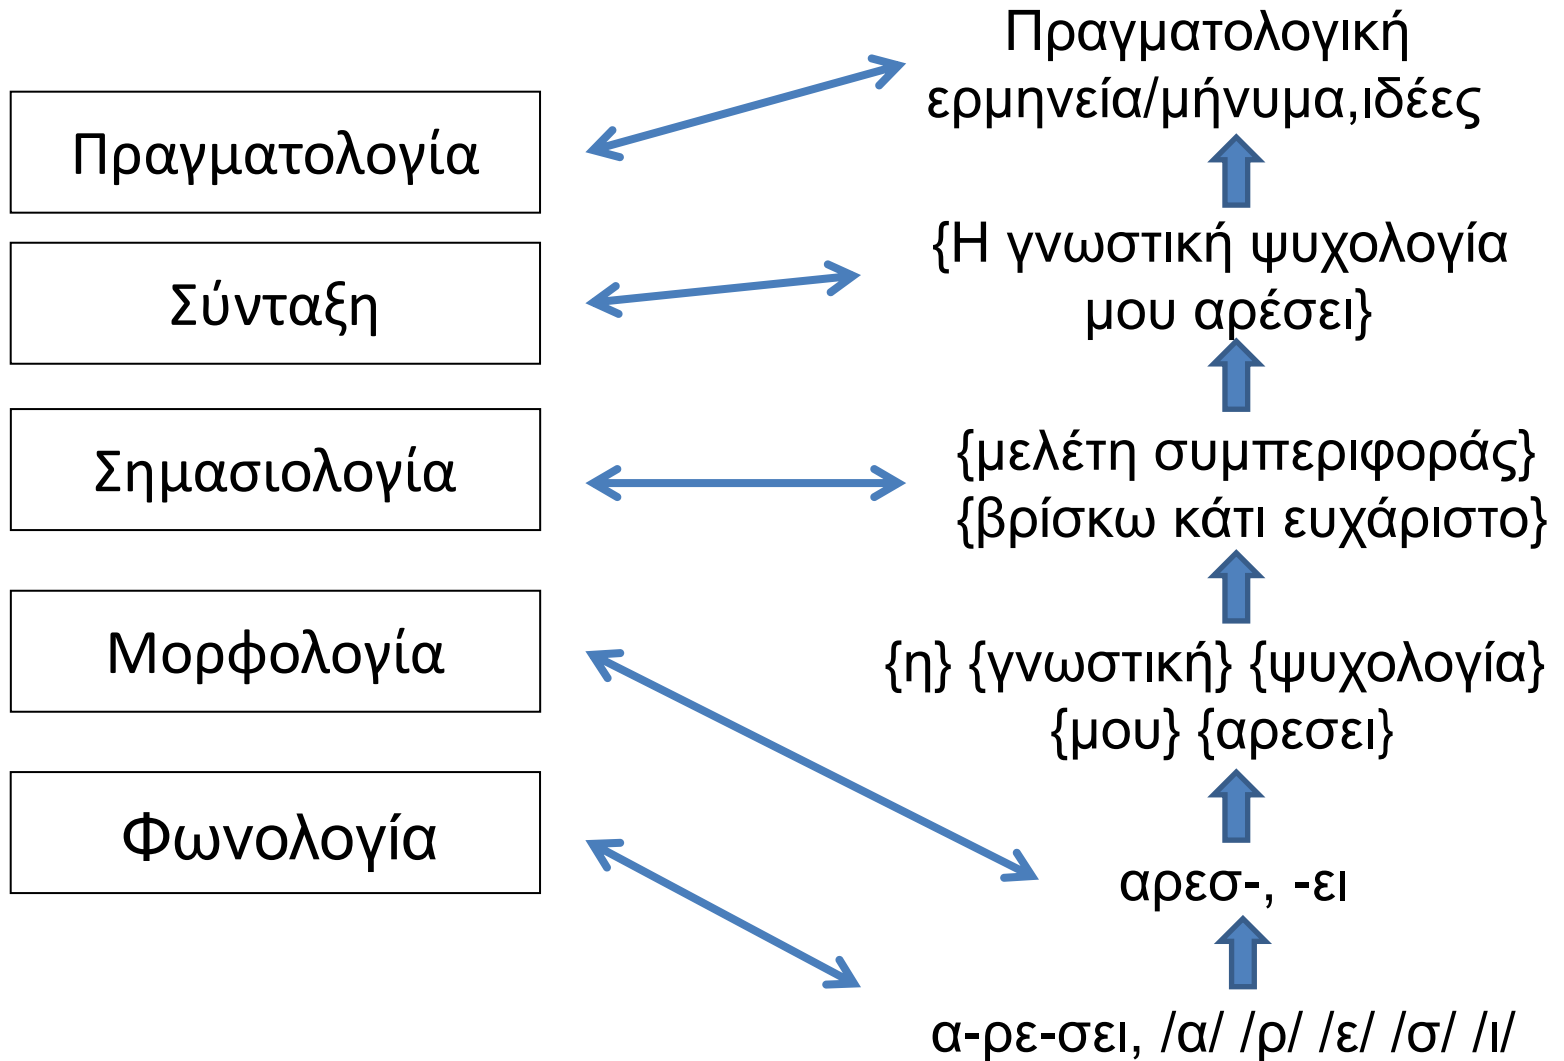 Πραγματολογία
Σύνταξη
Σημασιολογία
Μορφολογία
Φωνολογία
Πραγματολογική
ερμηνεία/μήνυμα,ιδέες
{Η γνωστική ψυχολογία
μου αρέσει}
{μελέτη συμπεριφοράς}
{βρίσκω κάτι ευχάριστο}
{η} {γνωστική} {ψυχολογία}
{μου} {αρεσει}
αρεσ-, -ει
α-ρε-σει, /α/ /ρ/ /ε/ /σ/ /ι/